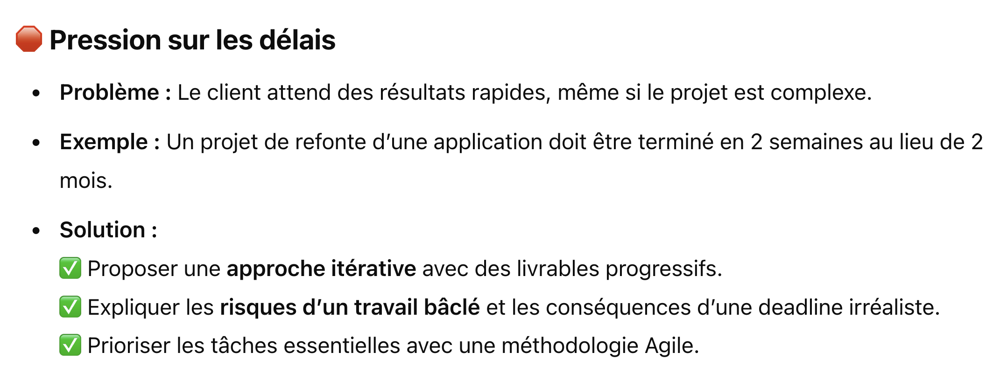 🛑 Pression sur les délais
• Problème : Le client attend des résultats rapides, même si le projet est complexe.
• Exemple : Un projet de refonte d’une application doit être terminé en 2 semaines au lieu de 2
mois.
• Solution :
✅ Proposer une approche itérative avec des livrables progressifs.
✅ Expliquer les risques d’un travail bâclé et les conséquences d’une deadline irréaliste.
✅ Prioriser les tâches essentielles avec une méthodologie Agile.